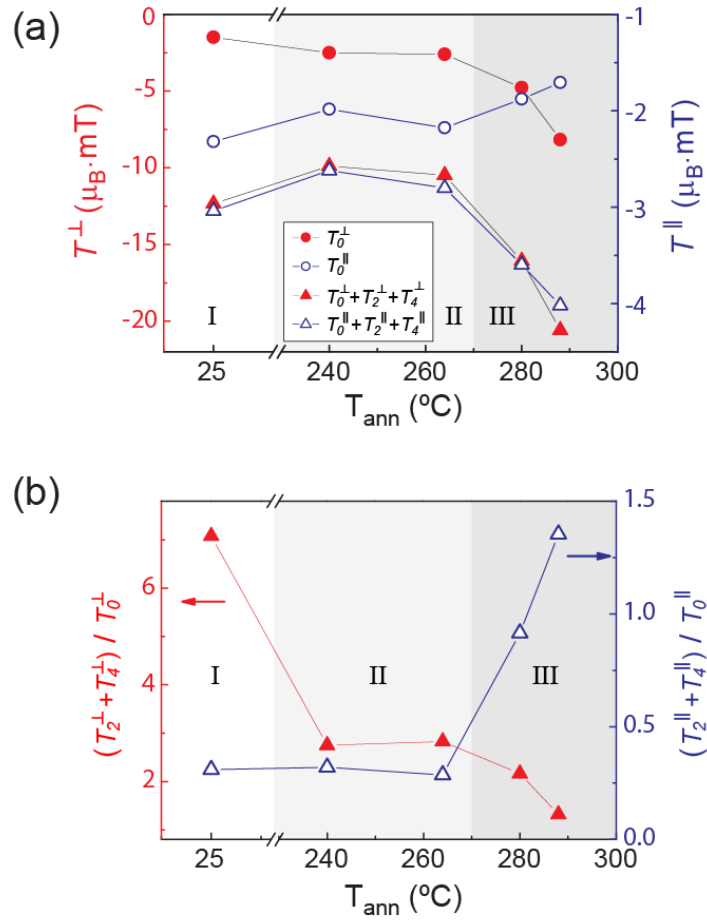 (a)
0
-5
-10
-15
-20
T⊥ (μB·mT)
-1
-2
-3
-4
T∥ (μB·mT)
T0⊥
T0∥
T0⊥+T2⊥+T4⊥
T0∥+T2∥+T4∥
I
II
III
25
240
260
280
300
Tann (ºC)
(b)
6
4
2
(T2⊥+T4⊥) / T0⊥
1.5
1.0
0.5
0.0
(T2∥+T4∥) / T0∥
I
II
III
25
240
260
280
300
Tann (ºC)